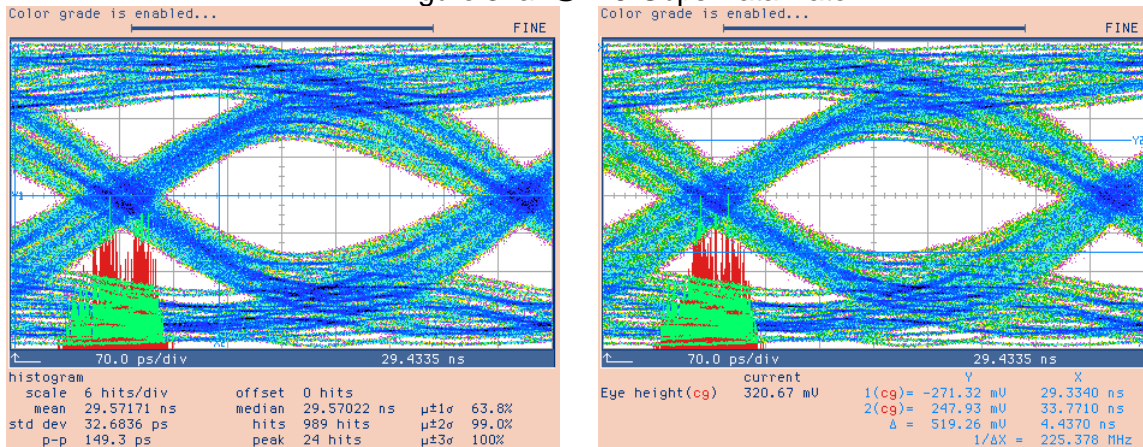 Color grade is enabled...
FINE
Y1
X2
70.0 ps/div 29.4335 ns
histogram
scale 6 hits/div offset 0 hits
mean 29.57171 ns median 29.57022 ns µ±1σ 63.8%
std dev 32.6836 ps hits 989 hits µ±2σ 99.0%
p-p 149.3 ps peak 24 hits µ±3σ 100%
Color grade is enabled...
FINE
70.0 ps/div 29.4335 ns
current Y X
Eye height(cg) 320.67 mV 1(cg)= -271.32 mV 29.3340 ns
2(cg)= 247.93 mV 33.7710 ns
Δ = 519.26 mV 4.4370 ns
1/ΔX = 225.378 MHz